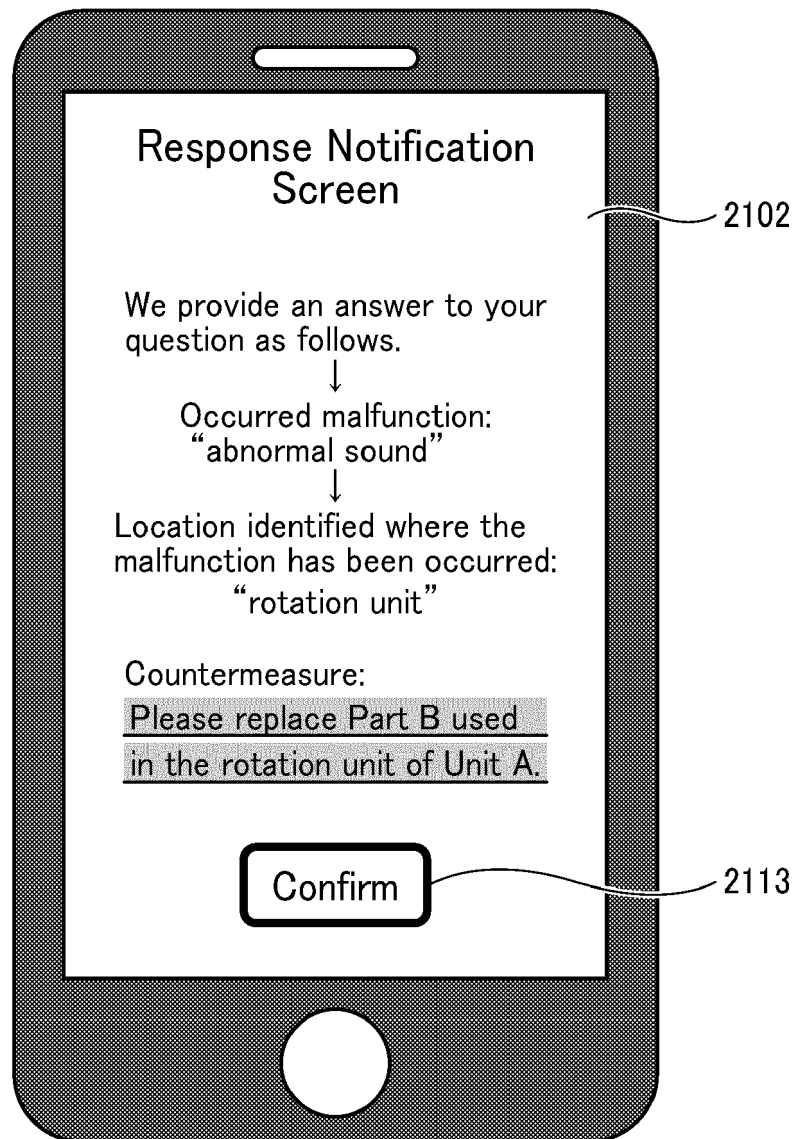 Response Notification
Screen
2102
We provide an answer to your
question as follows.
↓
Occurred malfunction:
“abnormal sound”
↓
Location identified where the
malfunction has been occurred:
“rotation unit”
Countermeasure:
Please replace Part B used
in the rotation unit of Unit A.
Confirm
2113